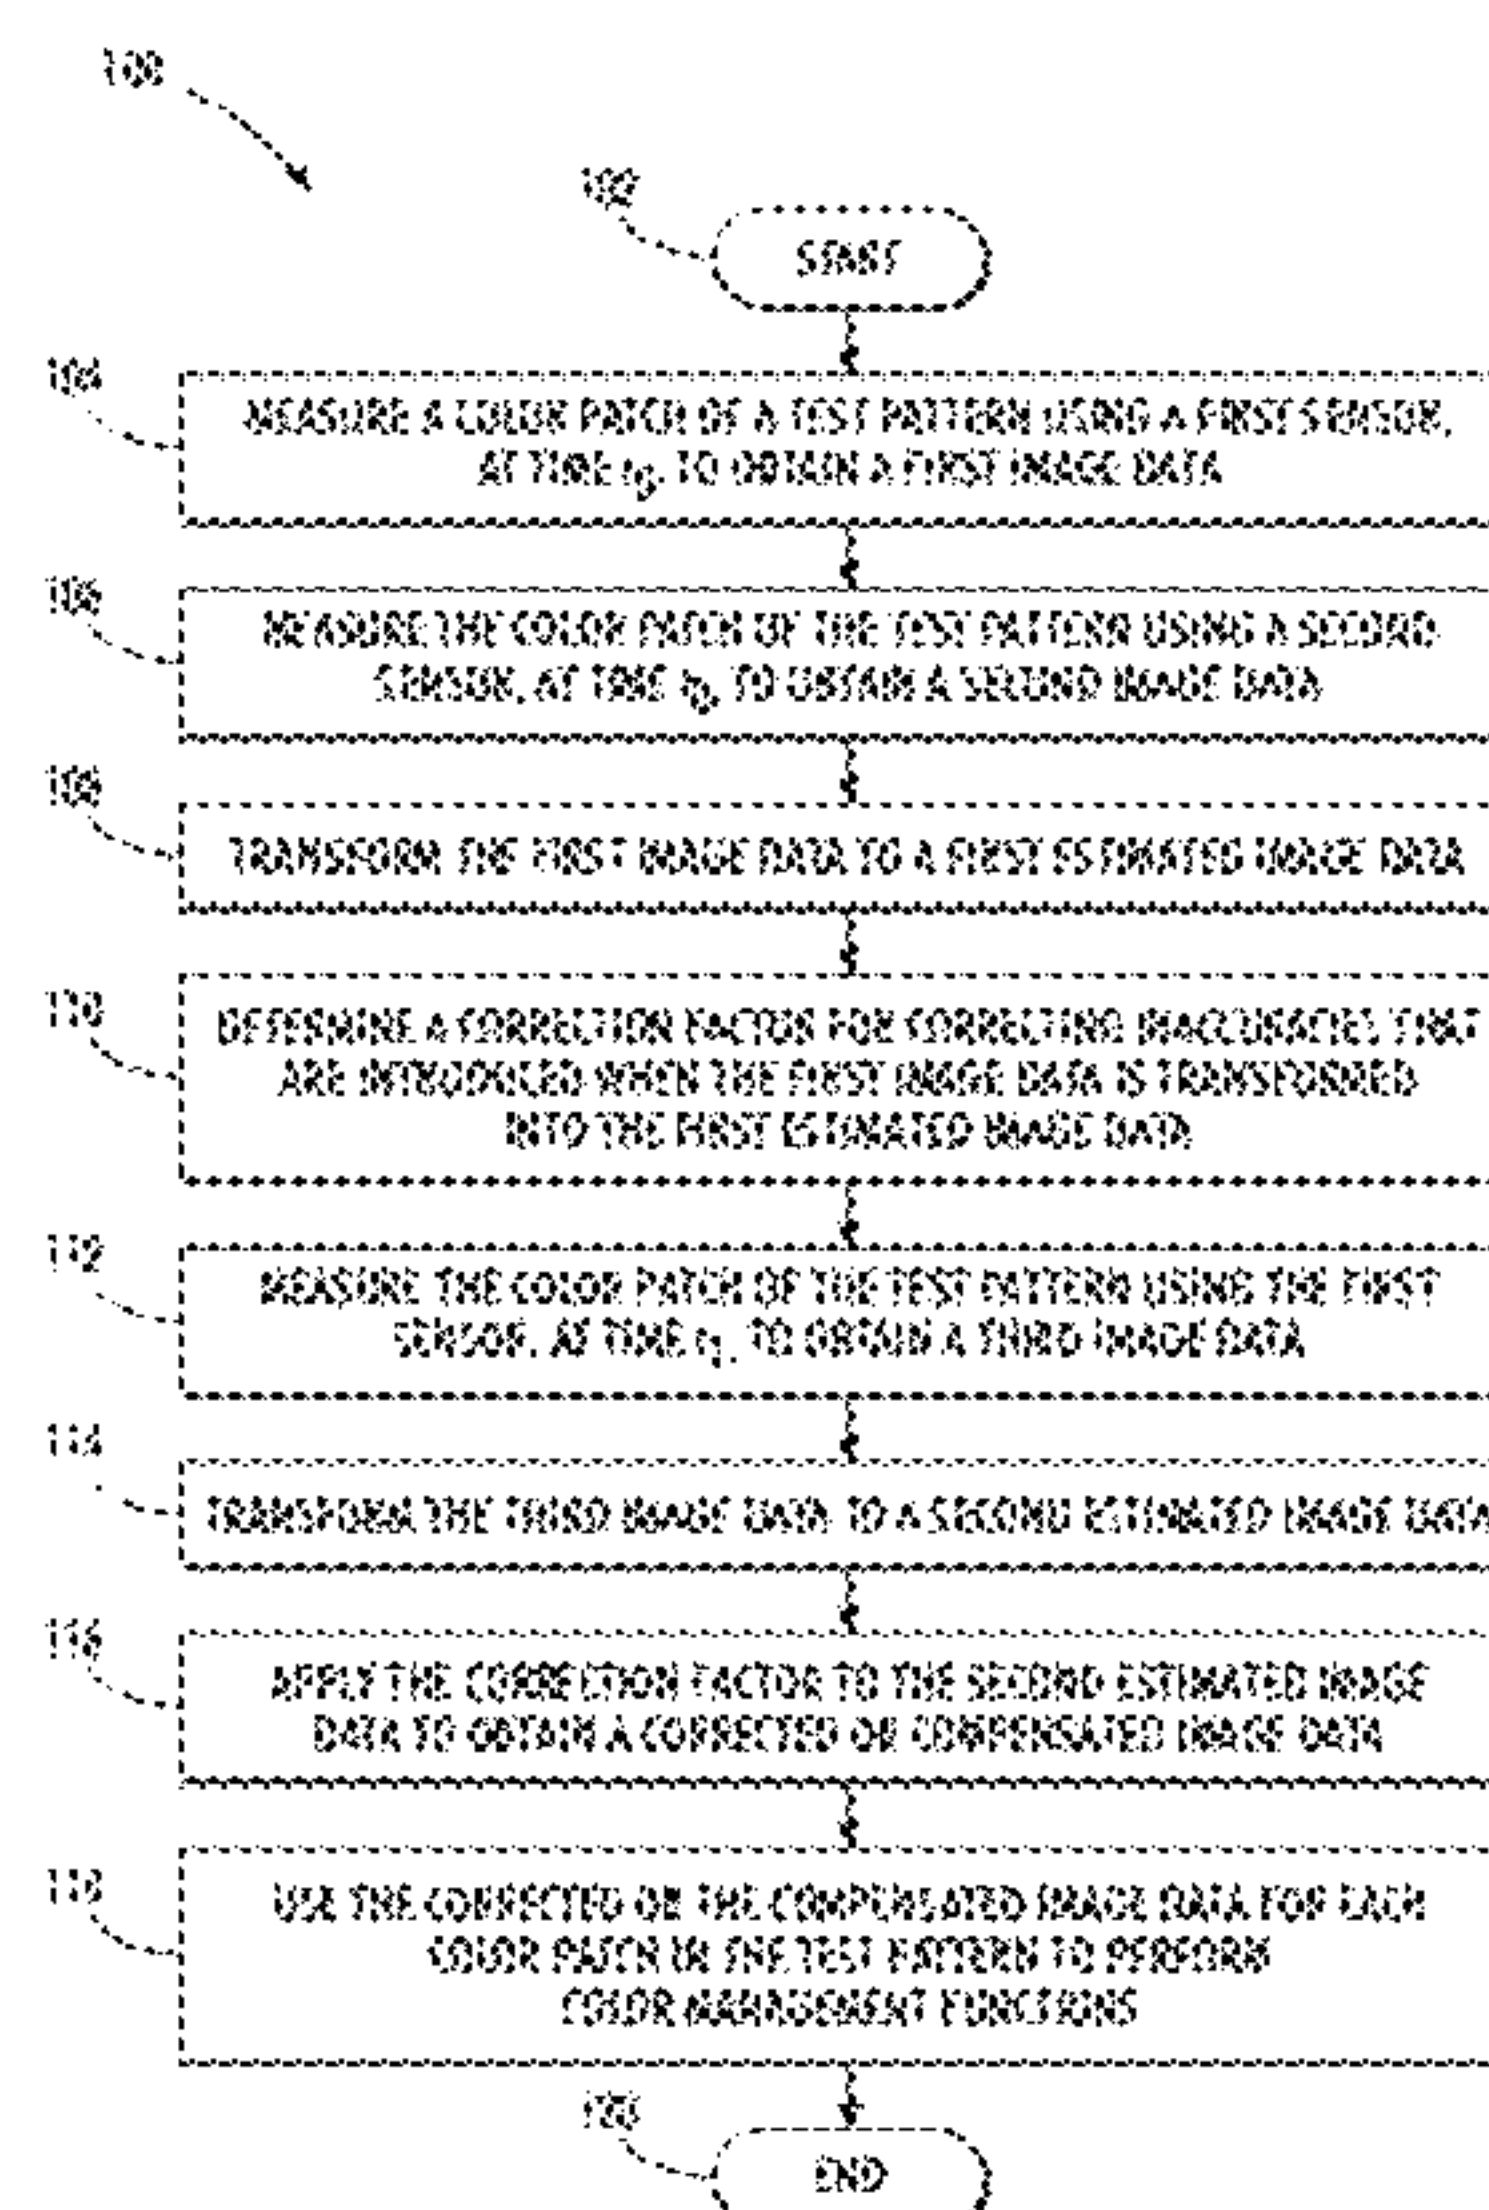 100
102
START
104
MEASURE A COLOR PATCH OF A TEST PATTERN USING A FIRST SENSOR,
AT TIME t0, TO OBTAIN A FIRST IMAGE DATA
106
MEASURE THE COLOR PATCH OF THE TEST PATTERN USING A SECOND
SENSOR, AT TIME t0, TO OBTAIN A SECOND IMAGE DATA
108
TRANSFORM THE FIRST IMAGE DATA TO A FIRST ESTIMATED IMAGE DATA
110
DETERMINE A CORRECTION FACTOR FOR CORRECTING INACCURACIES THAT
ARE INTRODUCED WHEN THE FIRST IMAGE DATA IS TRANSFORMED
INTO THE FIRST ESTIMATED IMAGE DATA
112
MEASURE THE COLOR PATCH OF THE TEST PATTERN USING THE FIRST
SENSOR, AT TIME t1, TO OBTAIN A THIRD IMAGE DATA
114
TRANSFORM THE THIRD IMAGE DATA TO A SECOND ESTIMATED IMAGE DATA
116
APPLY THE CORRECTION FACTOR TO THE SECOND ESTIMATED IMAGE
DATA TO OBTAIN A CORRECTED OR COMPENSATED IMAGE DATA
118
USE THE CORRECTED OR THE COMPENSATED IMAGE DATA FOR EACH
COLOR PATCH IN THE TEST PATTERN TO PERFORM
COLOR MANAGEMENT FUNCTIONS
120
END